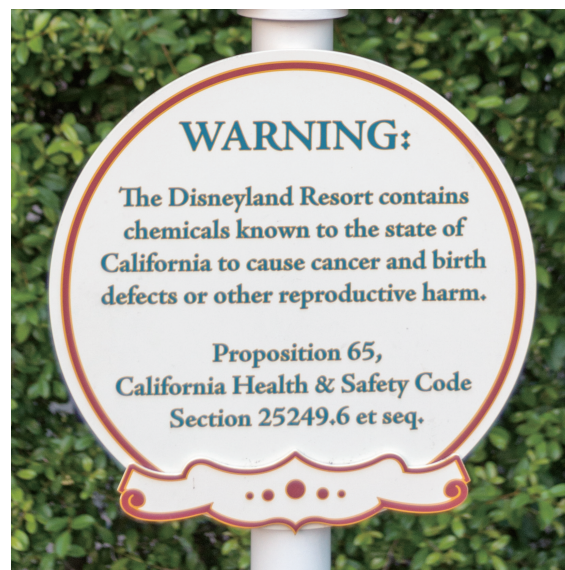 WARNING:
The Disneyland Resort contains
chemicals known to the state of
California to cause cancer and birth
defects or other reproductive harm.
Proposition 65,
California Health & Safety Code
Section 25249.6 et seq.